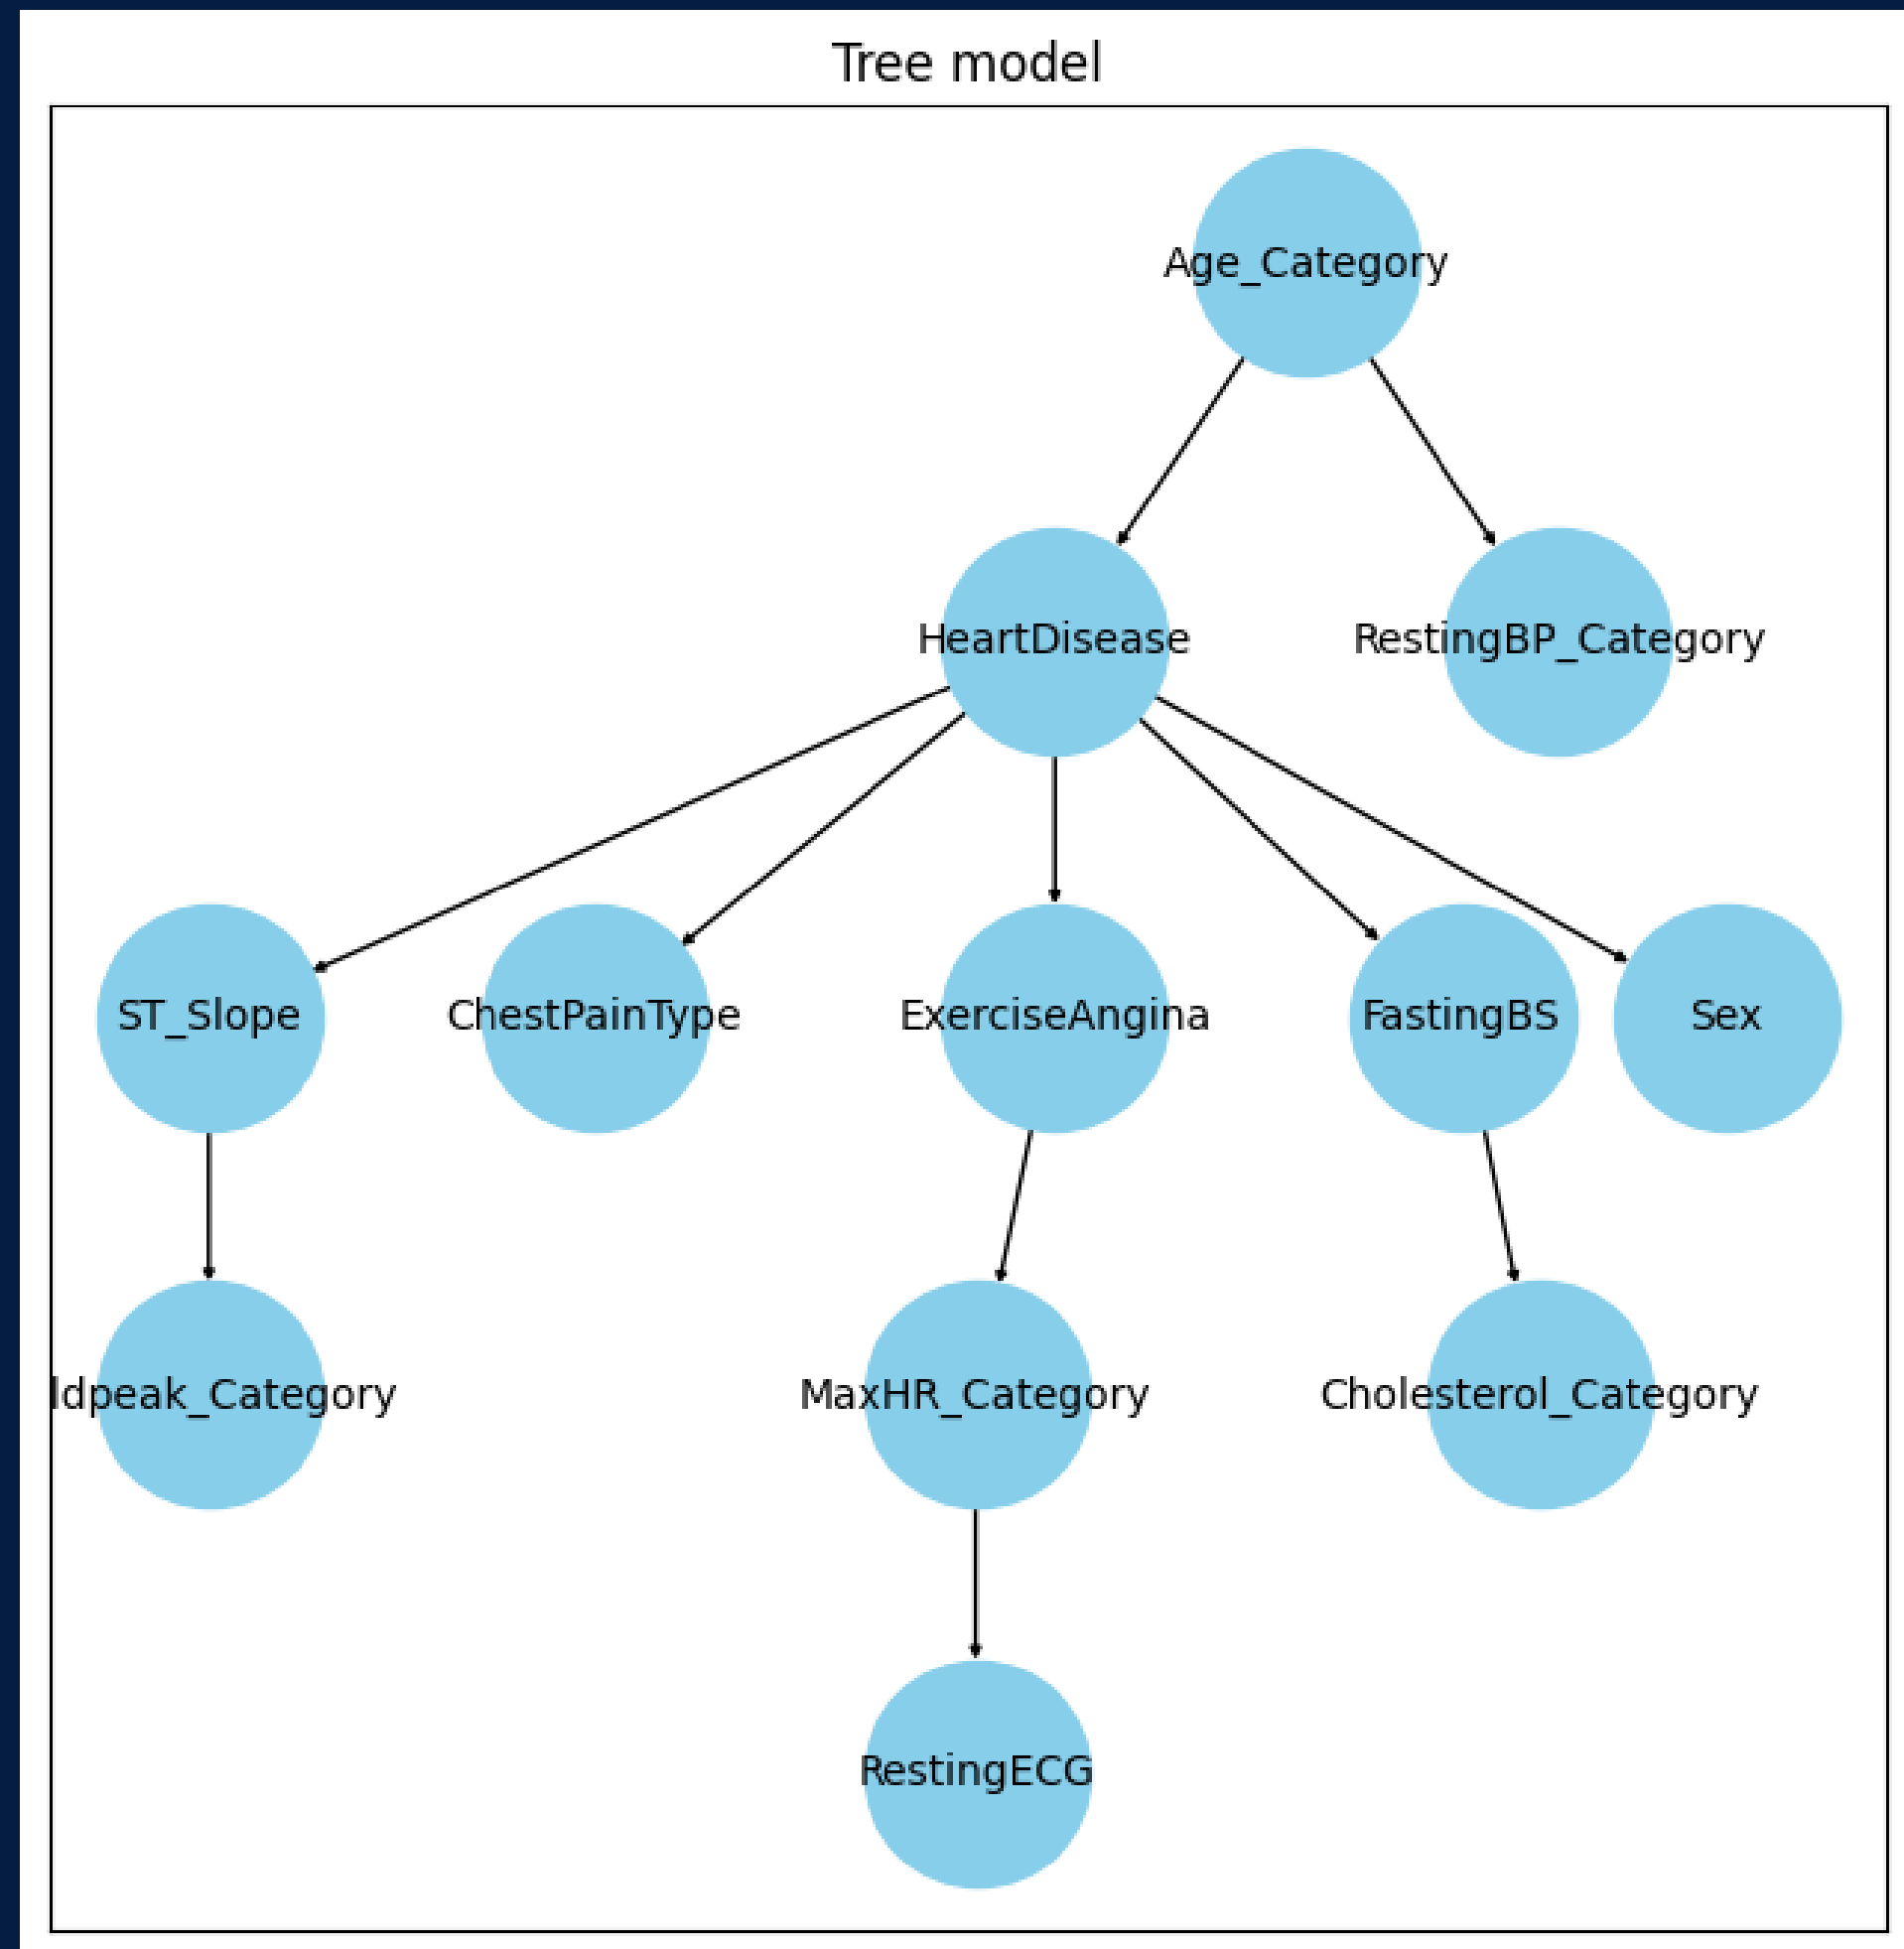 Tree model
Age_Category
HeartDisease
RestingBP_Category
ST_Slope
ChestPainType
ExerciseAngina
FastingBS
Sex
ldpeak_Category
MaxHR_Category
Cholesterol_Category
RestingECG